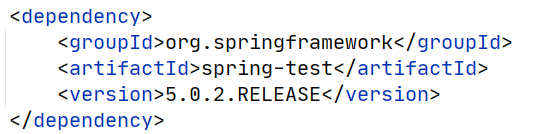 <dependency>
    <groupId>org.springframework</groupId>
    <artifactId>spring-test</artifactId>
    <version>5.0.2.RELEASE</version>
</dependency>